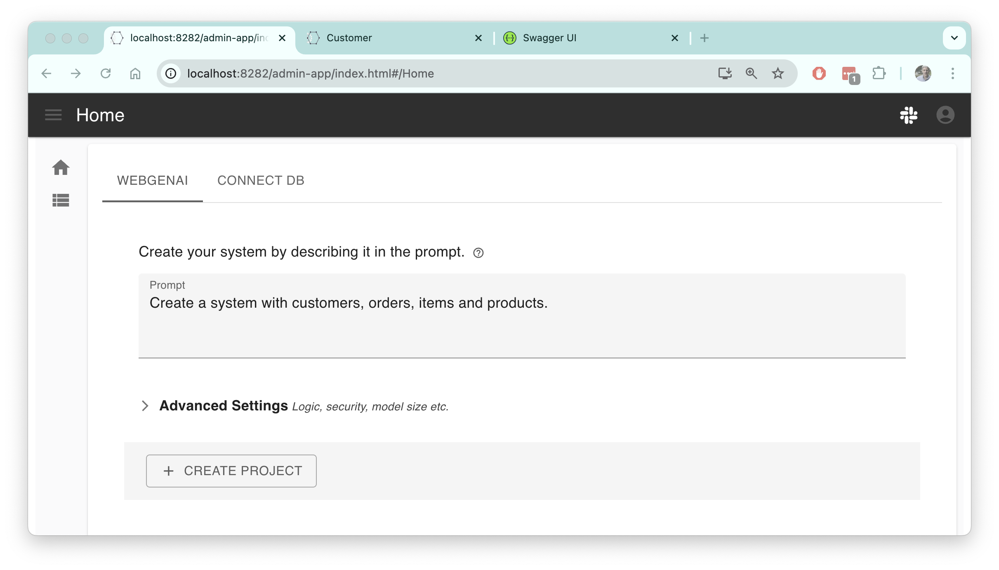 localhost:8282/admin-app/inc
Customer
Swagger UI
localhost:8282/admin-app/index.html#/Home
1
Home
WEBGENAI
CONNECT DB
Create your system by describing it in the prompt.
Prompt
Create a system with customers, orders, items and products.
Advanced Settings Logic, security, model size etc.
+ CREATE PROJECT